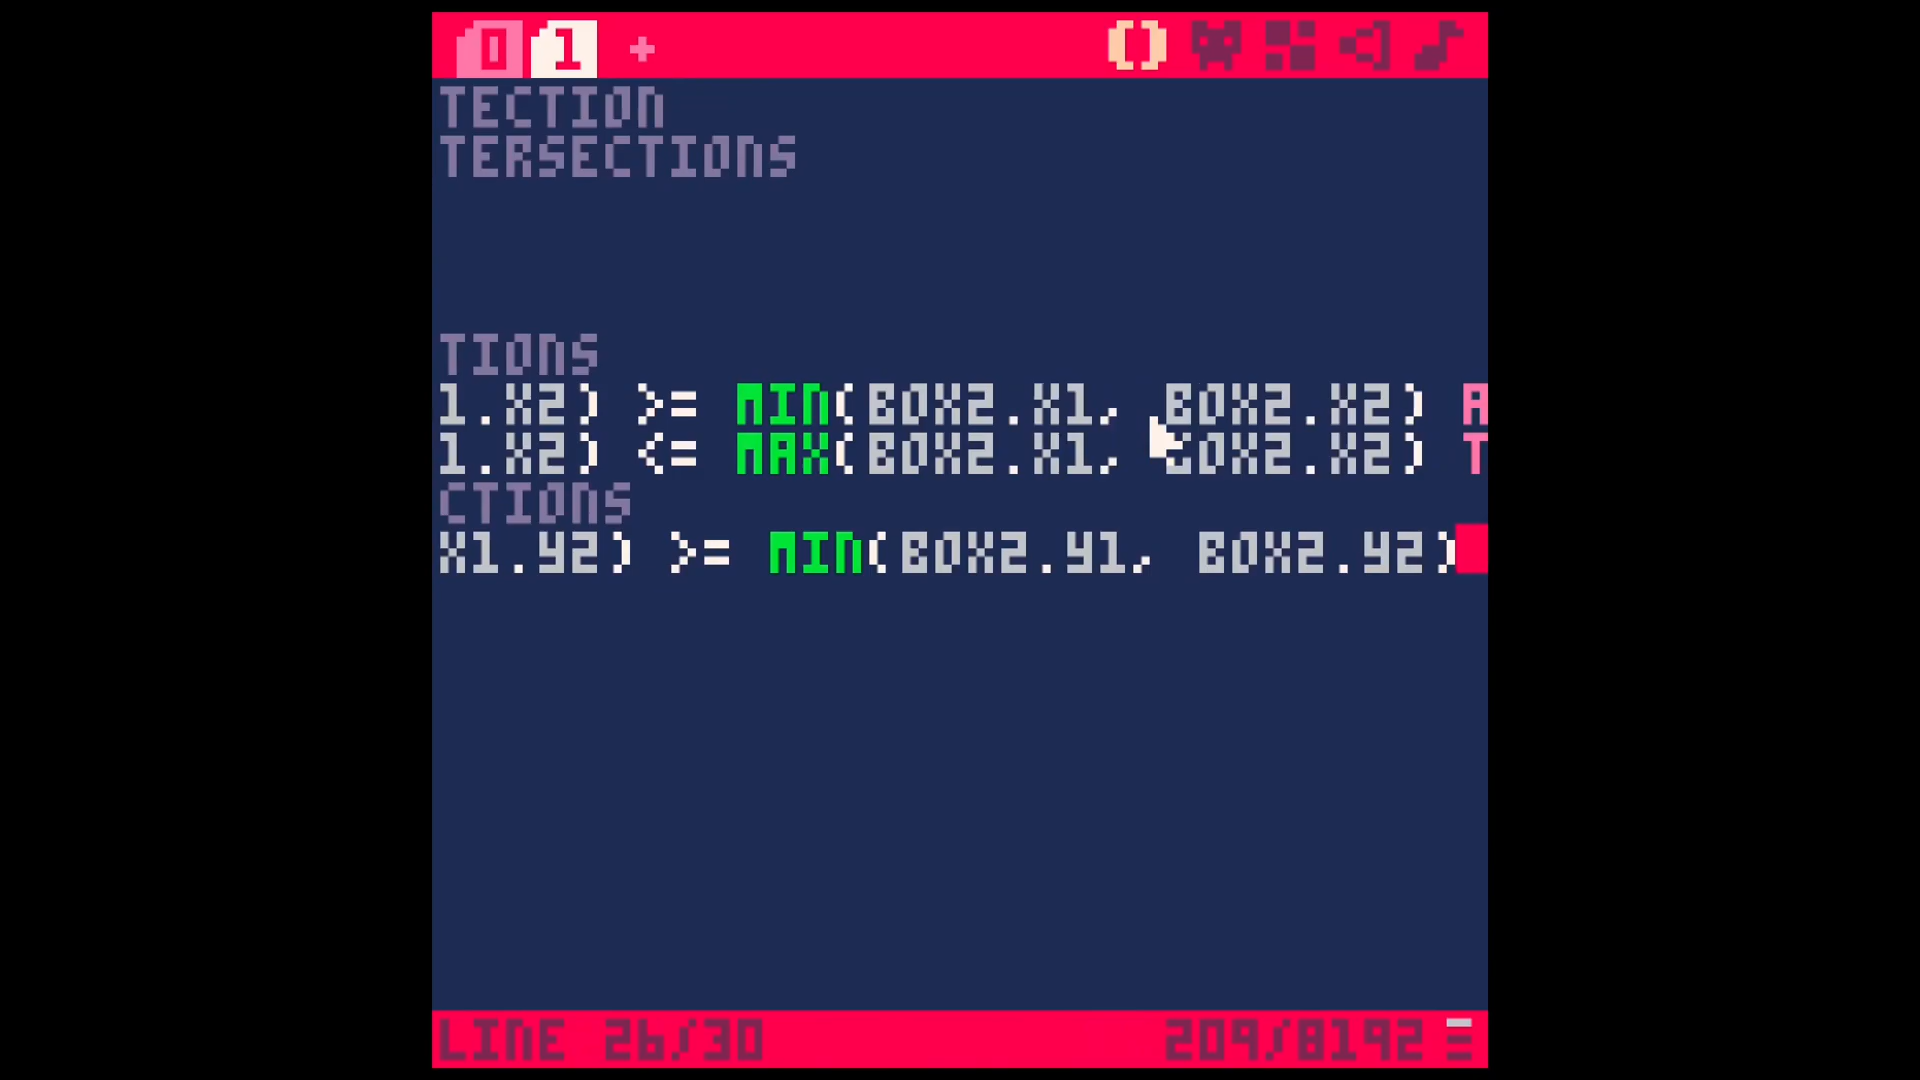 0 1 +
TECTION
TERSECTIONS
TIONS
1.X2) >= MIN(BOX2.X1, BOX2.X2) A
1.X2) <= MAX(BOX2.X1, BOX2.X2) T
CTIONS
X1.Y2) >= MIN(BOX2.Y1, BOX2.Y2)
LINE 26/30 209/8192